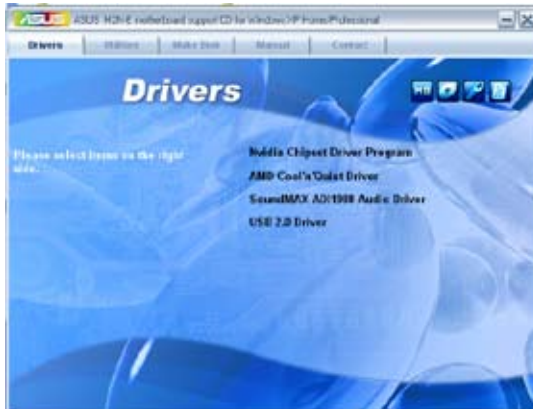 ASUS M2N-E motherboard support CD for Windows XP Home/Professional
Drivers Utilities Make Disk Manual Contact
Drivers
Please select items on the right
side...
Nvidia Chipset Driver Program
AMD Cool'n'Quiet Driver
SoundMAX ADI1988 Audio Driver
USB 2.0 Driver